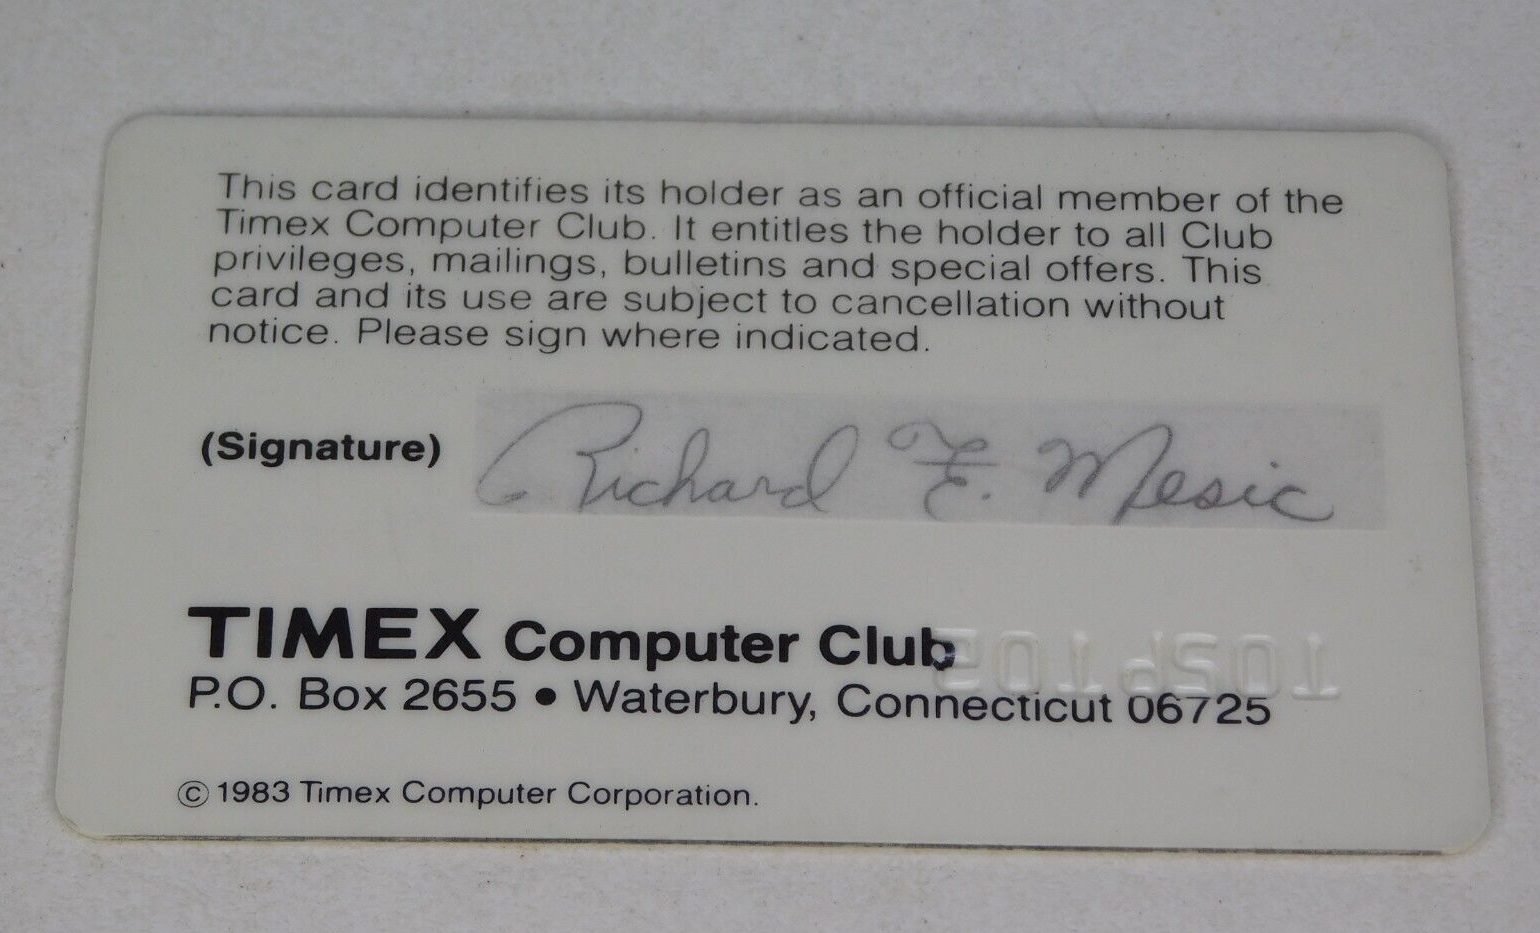 This card identifies its holder as an official member of the
Timex Computer Club. It entitles the holder to all Club
privileges, mailings, bulletins and special offers. This
card and its use are subject to cancellation without
notice. Please sign where indicated.
(Signature) Richard F. Mesic
TIMEX Computer Club
P.O. Box 2655 • Waterbury, Connecticut 06725
© 1983 Timex Computer Corporation.